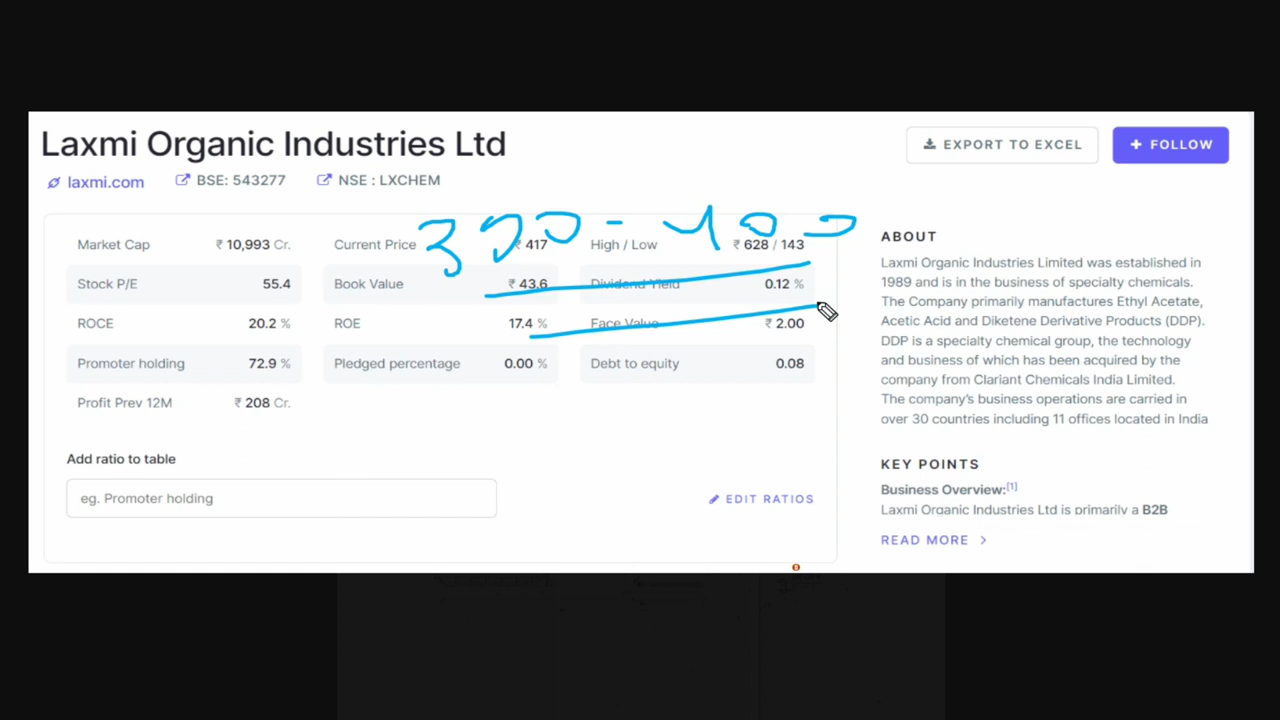 Laxmi Organic Industries Ltd
EXPORT TO EXCEL
+ FOLLOW
laxmi.com BSE: 543277 NSE : LXCHEM
300 - 400
Market Cap ₹ 10,993 Cr. Current Price ₹ 417 High / Low ₹ 628 / 143
Stock P/E 55.4 Book Value ₹ 43.6 Dividend Yield 0.12 %
ROCE 20.2 % ROE 17.4 % Face Value ₹ 2.00
Promoter holding 72.9 % Pledged percentage 0.00 % Debt to equity 0.08
Profit Prev 12M ₹ 208 Cr.
Add ratio to table
eg. Promoter holding
EDIT RATIOS
ABOUT
Laxmi Organic Industries Limited was established in
1989 and is in the business of specialty chemicals.
The Company primarily manufactures Ethyl Acetate,
Acetic Acid and Diketene Derivative Products (DDP).
DDP is a specialty chemical group, the technology
and business of which has been acquired by the
company from Clariant Chemicals India Limited.
The company's business operations are carried in
over 30 countries including 11 offices located in India
KEY POINTS
Business Overview:[1]
Laxmi Organic Industries Ltd is primarily a B2B
READ MORE >